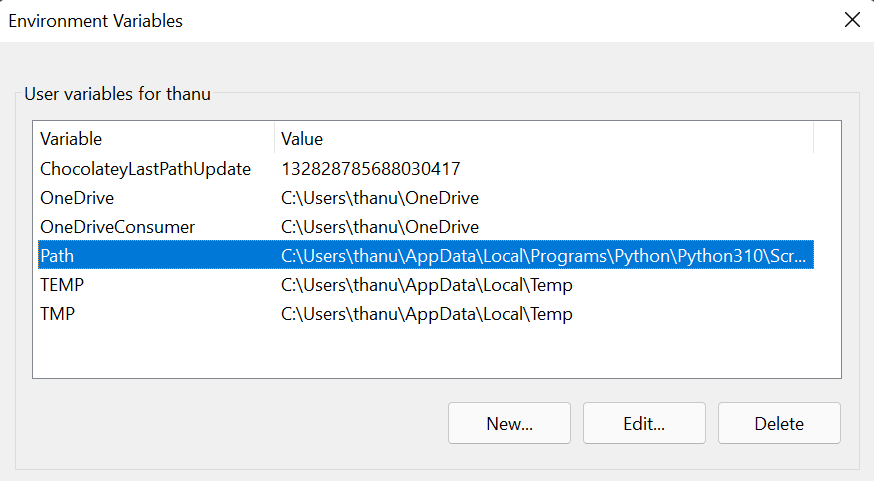 Environment Variables
User variables for thanu
Variable Value
ChocolateyLastPathUpdate 132828785688030417
OneDrive C:\Users\thanu\OneDrive
OneDriveConsumer C:\Users\thanu\OneDrive
Path C:\Users\thanu\AppData\Local\Programs\Python\Python310\Scr...
TEMP C:\Users\thanu\AppData\Local\Temp
TMP C:\Users\thanu\AppData\Local\Temp
New... Edit... Delete